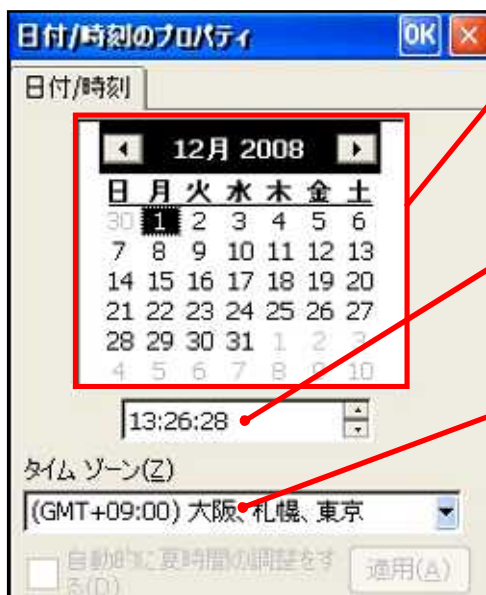 日付/時刻のプロパティ OK ×
日付/時刻
12月 2008
日 月 火 水 木 金 土
30 1 2 3 4 5 6
7 8 9 10 11 12 13
14 15 16 17 18 19 20
21 22 23 24 25 26 27
28 29 30 31 1 2 3
4 5 6 7 8 9 10
13:26:28
タイム ゾーン(Z)
(GMT+09:00) 大阪、札幌、東京
自動的に夏時間の調整をす
る(D)
適用(A)